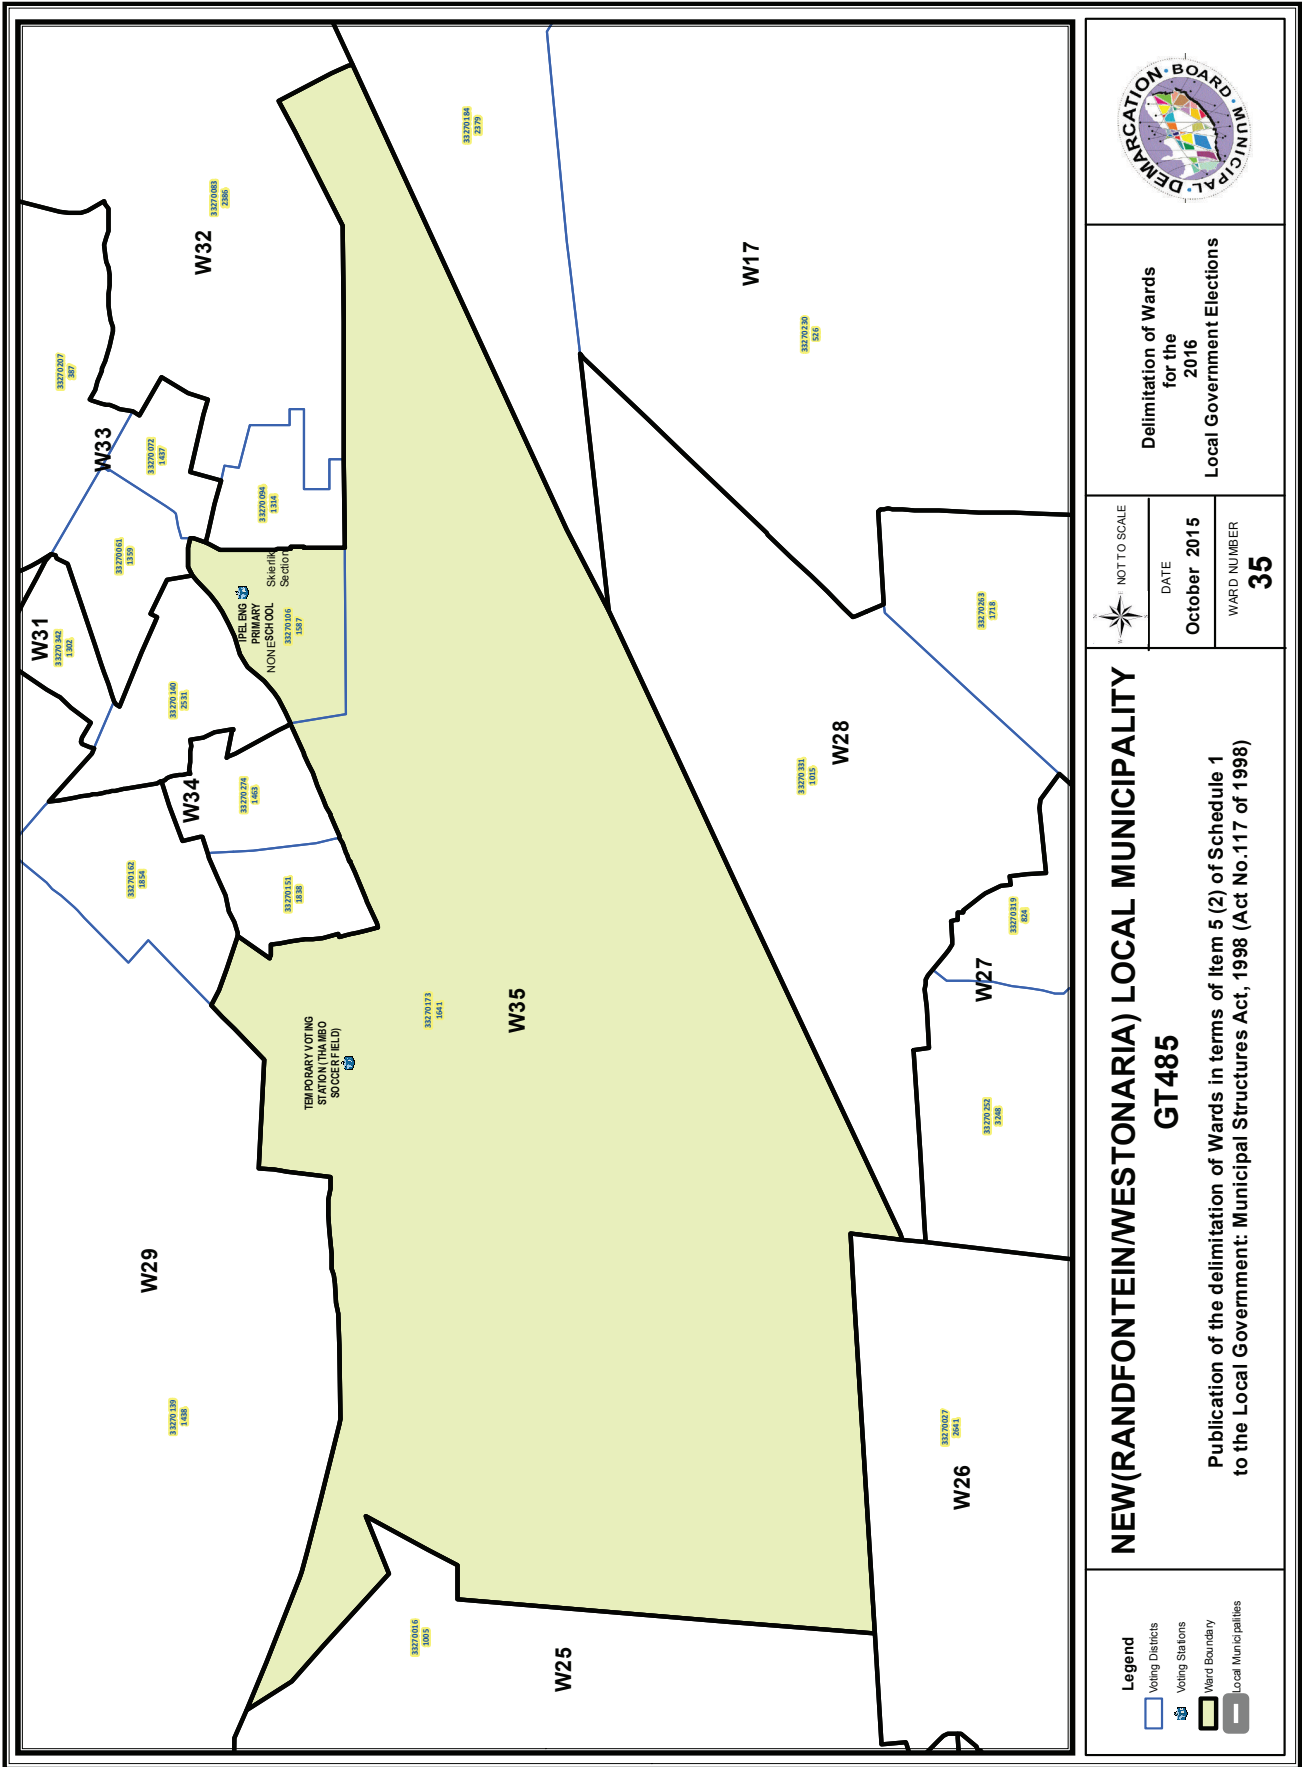 33270207
387
33270083
2386
W32
33270184
2379
W17
33270230
526
W33
33270072
1437
33270094
1314
33270061
1359
W31
33270342
1302
IPELENG
PRIMARY
SCHOOL
NONE
Skierlik
Section
33270106
1587
33270140
2531
W34
33270274
1463
33270162
1854
33270151
1838
33270263
1718
33270331
1015
W28
33270319
824
W27
33270252
3248
TEMPORARY VOTING
STATION (THAMBO
SOCCER FIELD)
33270173
1641
W35
W29
33270139
1438
33270016
1005
W25
33270027
2641
W26
Legend
Voting Districts
Voting Stations
Ward Boundary
Local Municipalities
NEW(RANDFONTEIN/WESTONARIA) LOCAL MUNICIPALITY
GT485
Publication of the delimitation of Wards in terms of Item 5 (2) of Schedule 1
to the Local Government: Municipal Structures Act, 1998 (Act No.117 of 1998)
NOT TO SCALE
DATE
October 2015
WARD NUMBER
35
Delimitation of Wards
for the
2016
Local Government Elections
MUNICIPAL · DEMARCATION · BOARD ·